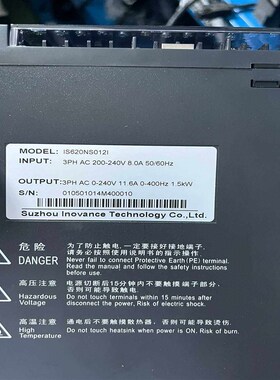 MODEL: IS620NS012I
INPUT: 3PH AC 200-240V 8.0A 50/60Hz
OUTPUT: 3PH AC 0-240V 11.6A 0-400Hz 1.5kW
S/N: 010501014M400010
Suzhou Inovance Technology Co.,Ltd.
危险 为了防止触电,一定要接好接地端子.
请务必按照使用说明书的指示操作.
DANGER Never fail to connect Protective Earth(PE) terminal.
Read the manual and follow the safety instructions
before use.
高压注意 电源切断后15分钟内不要触摸端子部分,
否则可能导致触电.
Hazardous Do not touch terminals within 15 minutes after
Voltage disconnect power, Risk of electric shock.
高温注意 通电后不要触摸散热器,否则可能导致烫伤.
High Do not touch heatsink when power is ON, Risk of burn.
Temperature